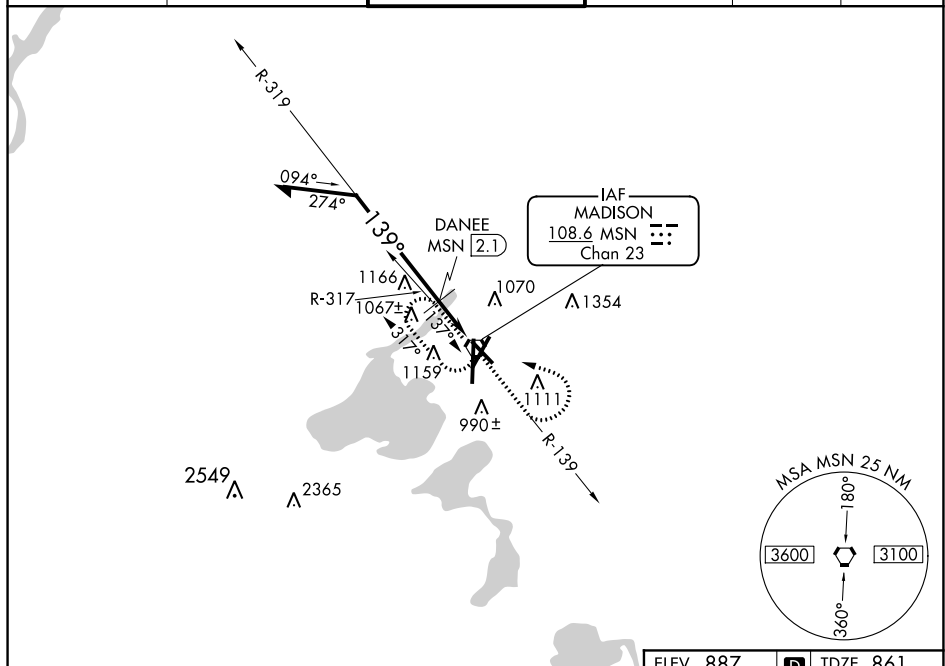 R-319
094°
274°
139°
DANEE
MSN 2.1
IAF
MADISON
108.6 MSN
Chan 23
1166
R-317
1067±
137°
317°
1159
1070
1354
1111
990±
R-139
2549
2365
MSA MSN 25 NM
180°
3600
3100
360°
ELEV 887
D
TDZE 861